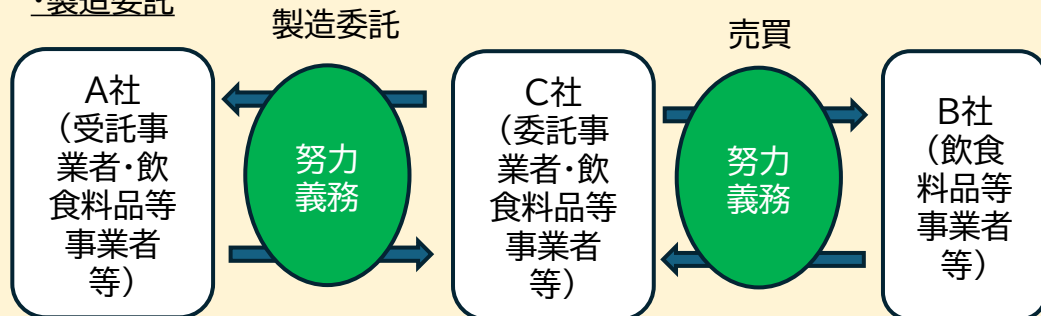 ・製造委託
製造委託
売買
A社
（受託事
業者・飲
食料品等
事業者
等）
努力
義務
C社
（委託事
業者・飲
食料品等
事業者
等）
努力
義務
B社
（飲食
料品等
事業者
等）